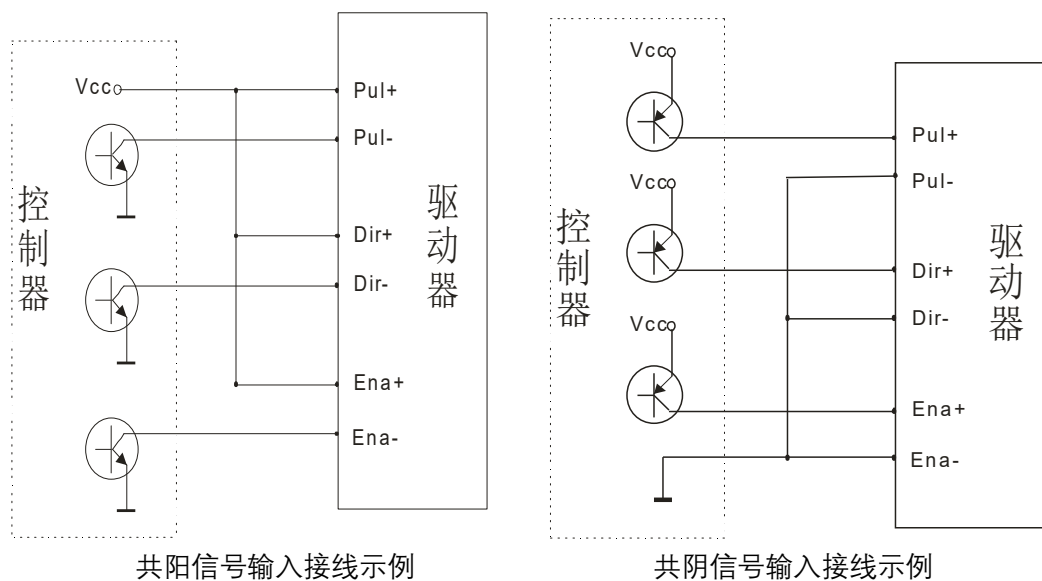 Vcc
Pul+
Pul-
Dir+
Dir-
Ena+
Ena-
控制器
驱动器
共阳信号输入接线示例
Vcc
Vcc
Vcc
Pul+
Pul-
Dir+
Dir-
Ena+
Ena-
控制器
驱动器
共阴信号输入接线示例